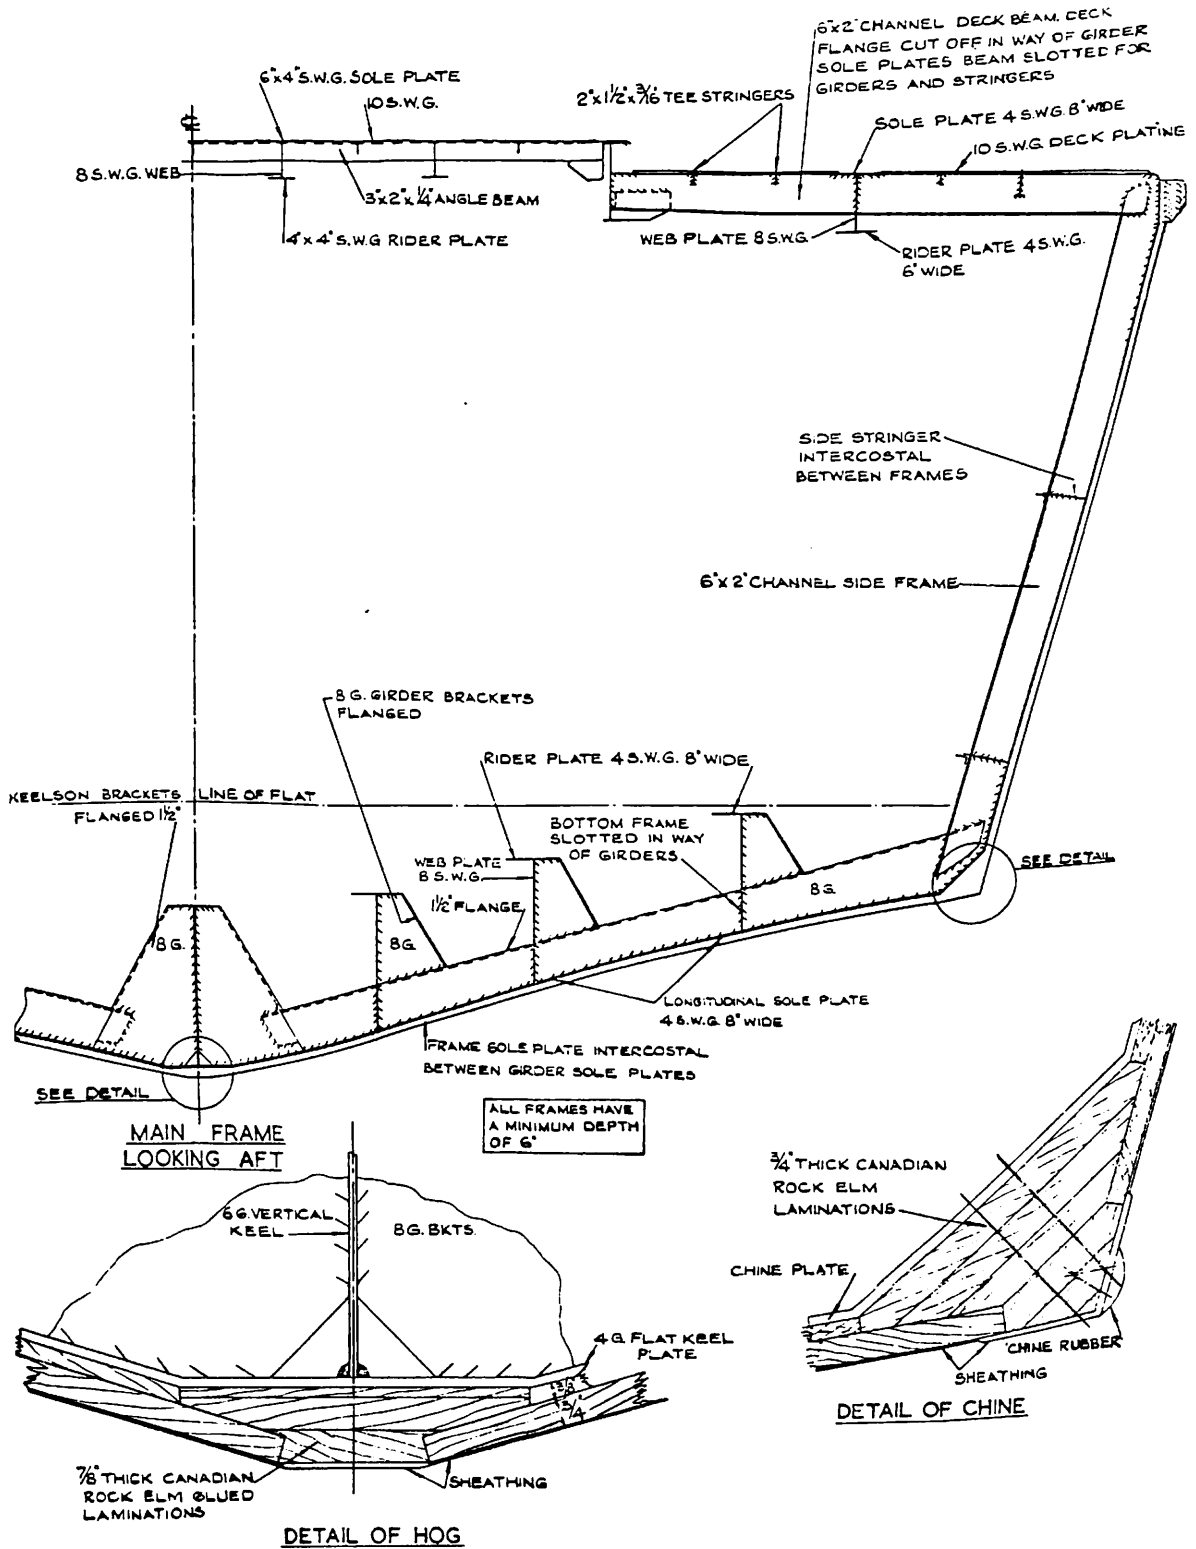 6"x2" CHANNEL DECK BEAM. DECK
FLANGE CUT OFF IN WAY OF GIRDER
SOLE PLATES BEAM SLOTTED FOR
GIRDERS AND STRINGERS
6"x4" S.W.G. SOLE PLATE
10 S.W.G.
2"x1½"x3/16" TEE STRINGERS
SOLE PLATE 4 S.W.G. 8" WIDE
10 S.W.G. DECK PLATING
8 S.W.G. WEB
3"x2"x¼" ANGLE BEAM
4"x4" S.W.G RIDER PLATE
WEB PLATE 8 S.W.G.
RIDER PLATE 4 S.W.G.
6" WIDE
SIDE STRINGER
INTERCOSTAL
BETWEEN FRAMES
6"x2" CHANNEL SIDE FRAME
8 G. GIRDER BRACKETS
FLANGED
RIDER PLATE 4 S.W.G. 8" WIDE
KEELSON BRACKETS
FLANGED 1½"
LINE OF FLAT
BOTTOM FRAME
SLOTTED IN WAY
OF GIRDERS
WEB PLATE
8 S.W.G.
1½" FLANGE
SEE DETAIL
8 G.
8 G.
8 G.
LONGITUDINAL SOLE PLATE
4 S.W.G. 8" WIDE
FRAME SOLE PLATE INTERCOSTAL
BETWEEN GIRDER SOLE PLATES
SEE DETAIL
ALL FRAMES HAVE
A MINIMUM DEPTH
OF 6"
MAIN FRAME
LOOKING AFT
¾" THICK CANADIAN
ROCK ELM
LAMINATIONS
6 G. VERTICAL
KEEL
8 G. BKTS.
CHINE PLATE
4 G. FLAT KEEL
PLATE
3/8"
3/4"
CHINE RUBBER
SHEATHING
DETAIL OF CHINE
7/8" THICK CANADIAN
ROCK ELM GLUED
LAMINATIONS
SHEATHING
DETAIL OF HOG